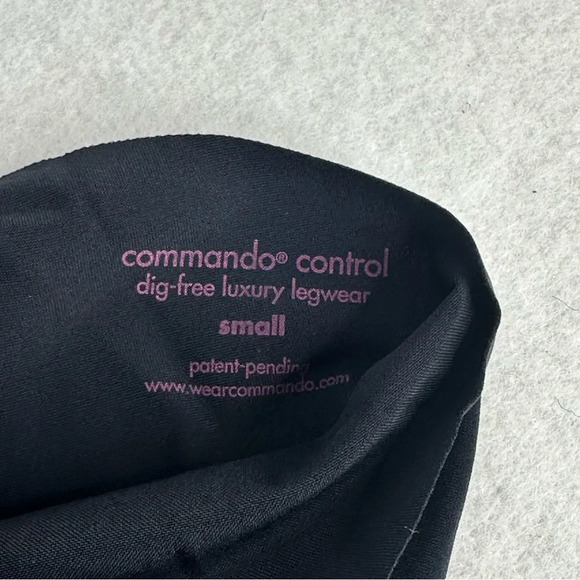 commando® control
dig-free luxury legwear
small
patent-pending
www.wearcommando.com